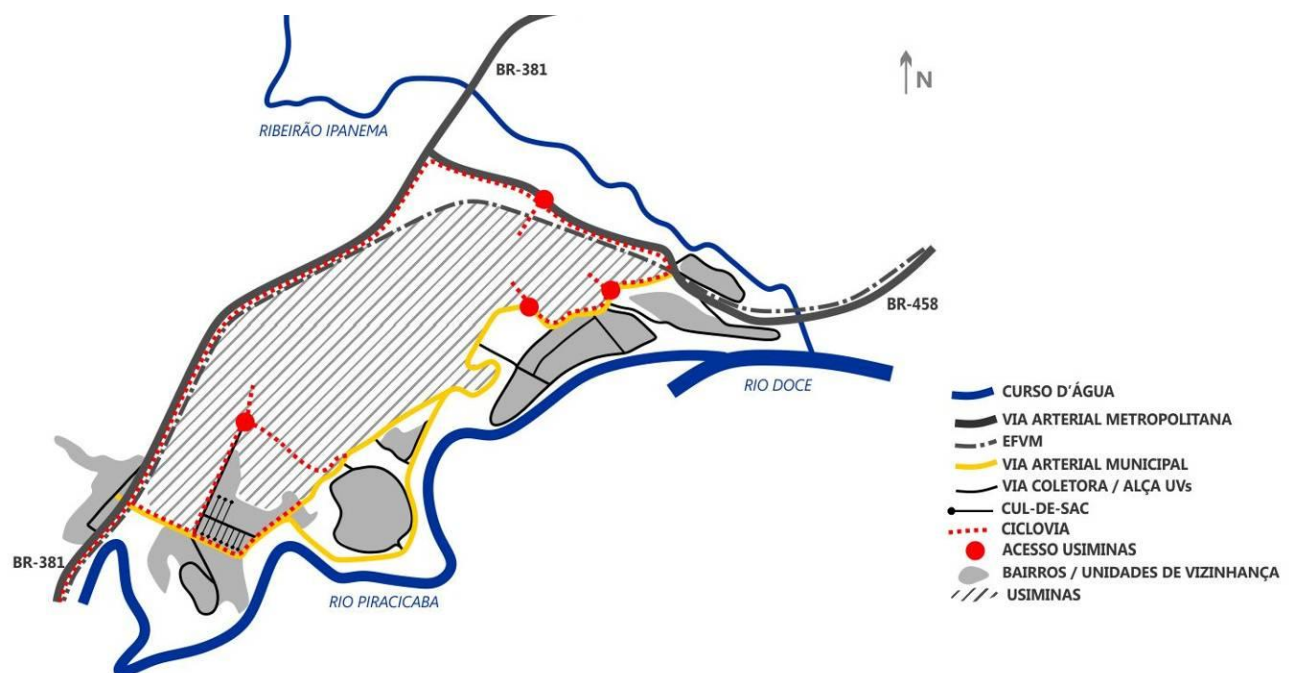 BR-381
N
RIBEIRÃO IPANEMA
BR-458
RIO DOCE
BR-381
RIO PIRACICABA
CURSO D'ÁGUA
VIA ARTERIAL METROPOLITANA
EFVM
VIA ARTERIAL MUNICIPAL
VIA COLETORA / ALÇA UVs
CUL-DE-SAC
CICLOVIA
ACESSO USIMINAS
BAIRROS / UNIDADES DE VIZINHANÇA
USIMINAS